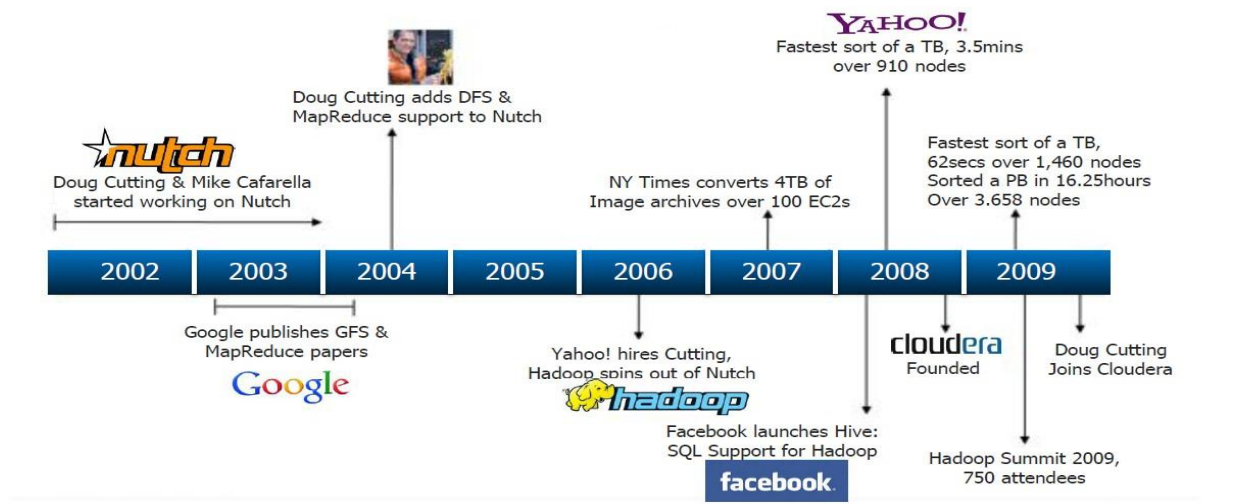 YAHOO!
Fastest sort of a TB, 3.5mins
over 910 nodes
Doug Cutting adds DFS &
MapReduce support to Nutch
nutch
Doug Cutting & Mike Cafarella
started working on Nutch
NY Times converts 4TB of
Image archives over 100 EC2s
Fastest sort of a TB,
62secs over 1,460 nodes
Sorted a PB in 16.25hours
Over 3.658 nodes
2002
2003
2004
2005
2006
2007
2008
2009
Google publishes GFS &
MapReduce papers
Google
Yahoo! hires Cutting,
Hadoop spins out of Nutch
hadoop
Facebook launches Hive:
SQL Support for Hadoop
facebook.
cloudera
Founded
Doug Cutting
Joins Cloudera
Hadoop Summit 2009,
750 attendees